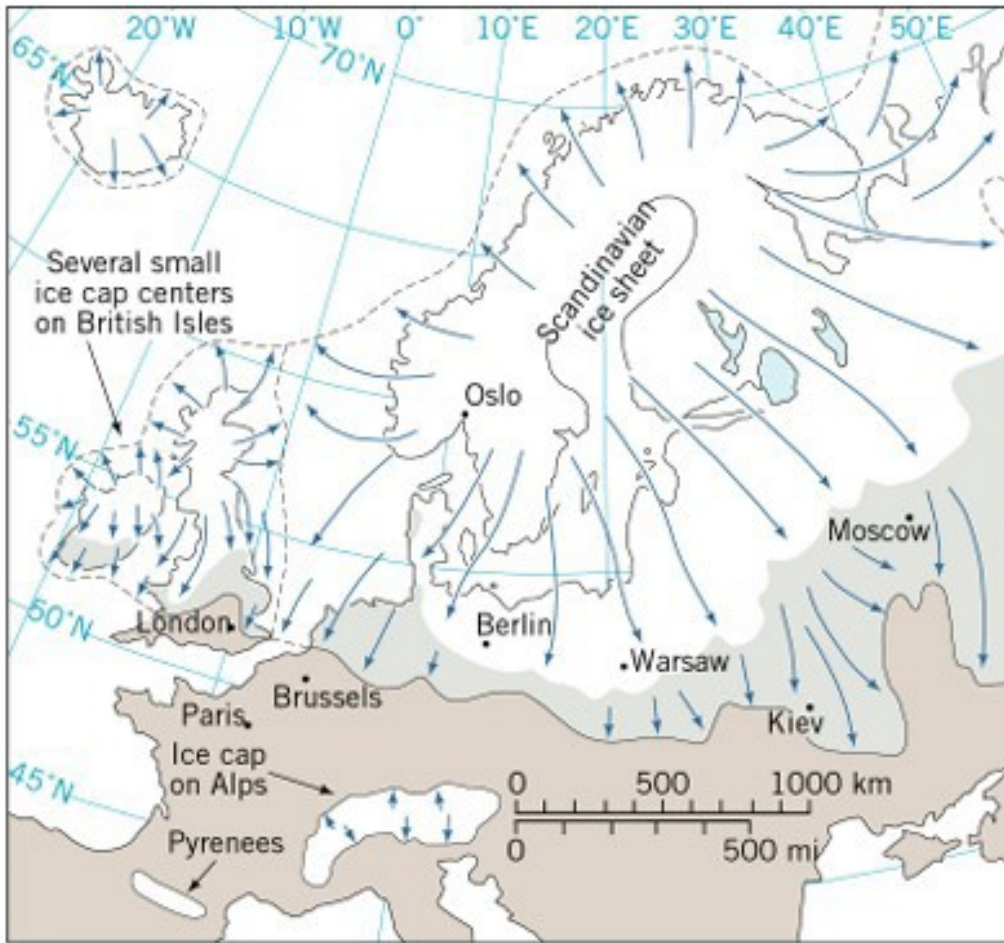 20˚W
10˚W
0˚
10˚E
20˚E
30˚E
40˚E
50˚E
65˚N
70˚N
Several small
ice cap centers
on British Isles
Scandinavian
ice sheet
Oslo
55˚N
Moscow
50˚N
London
Berlin
Warsaw
Brussels
Paris
Kiev
Ice cap
on Alps
45˚N
0 500 1000 km
0 500 mi
Pyrenees